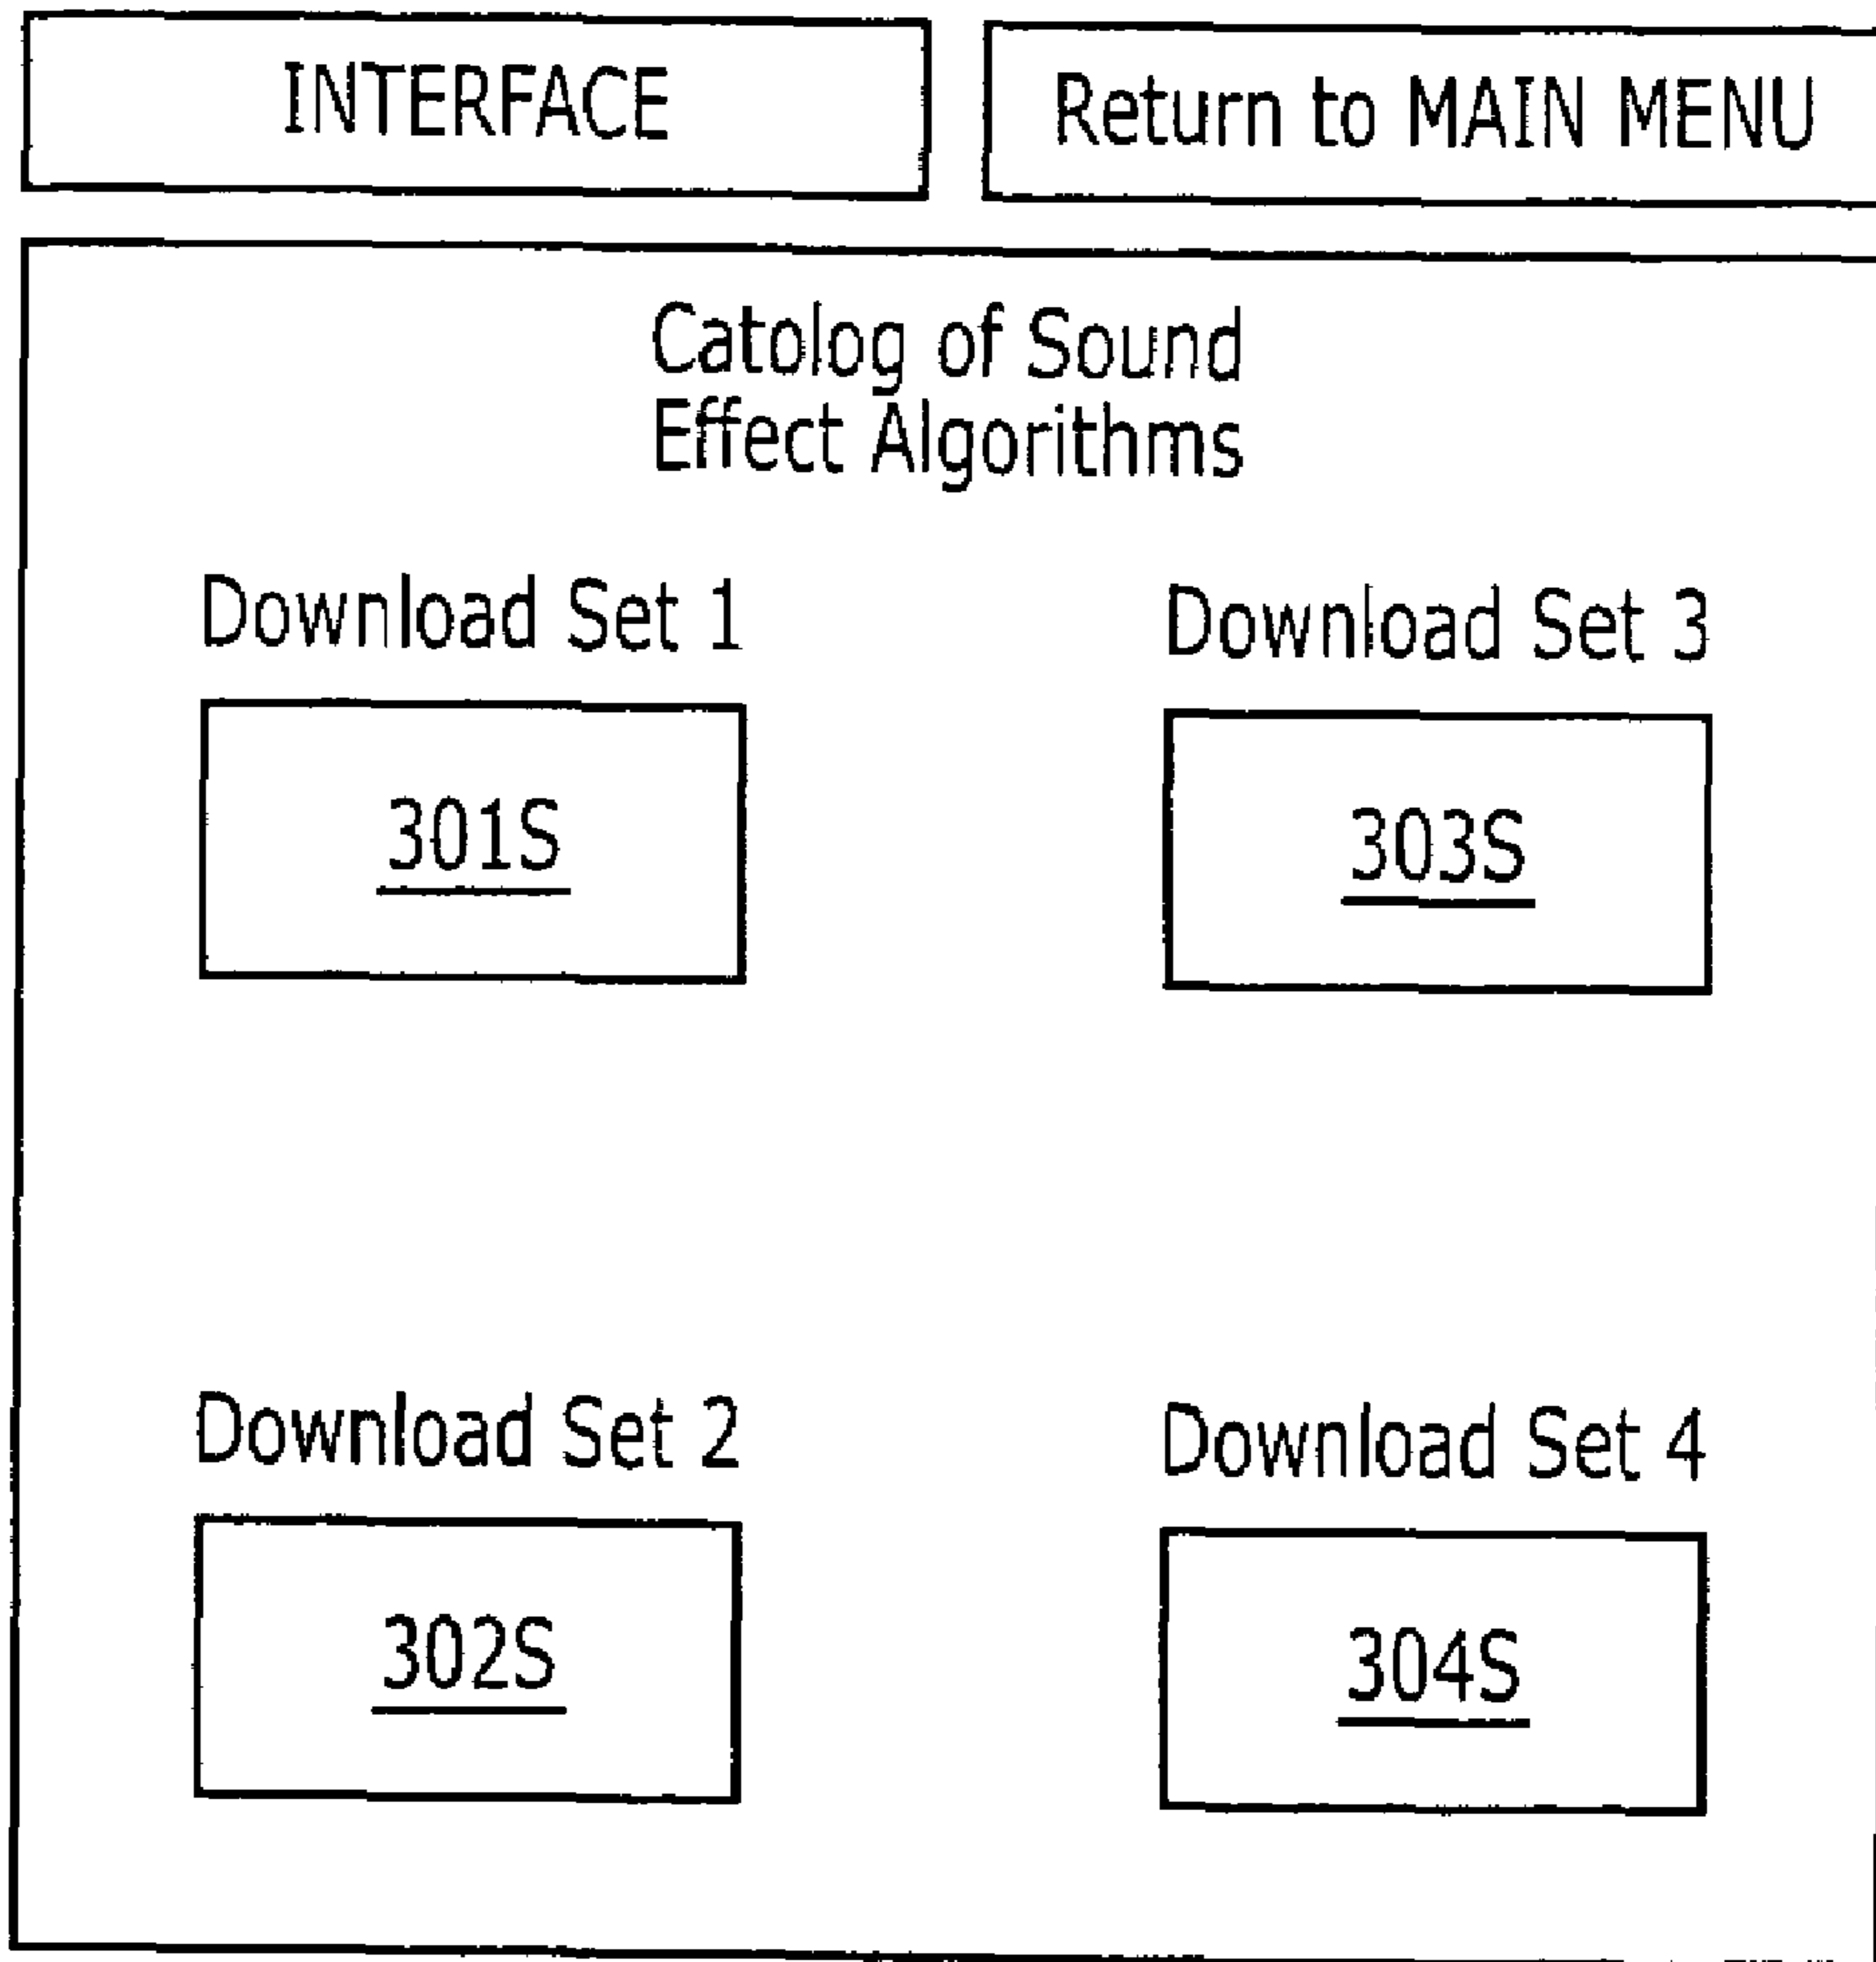 INTERFACE
Return to MAIN MENU
Catolog of Sound
Effect Algorithms
Download Set 1
Download Set 3
301S
303S
Download Set 2
Download Set 4
302S
304S